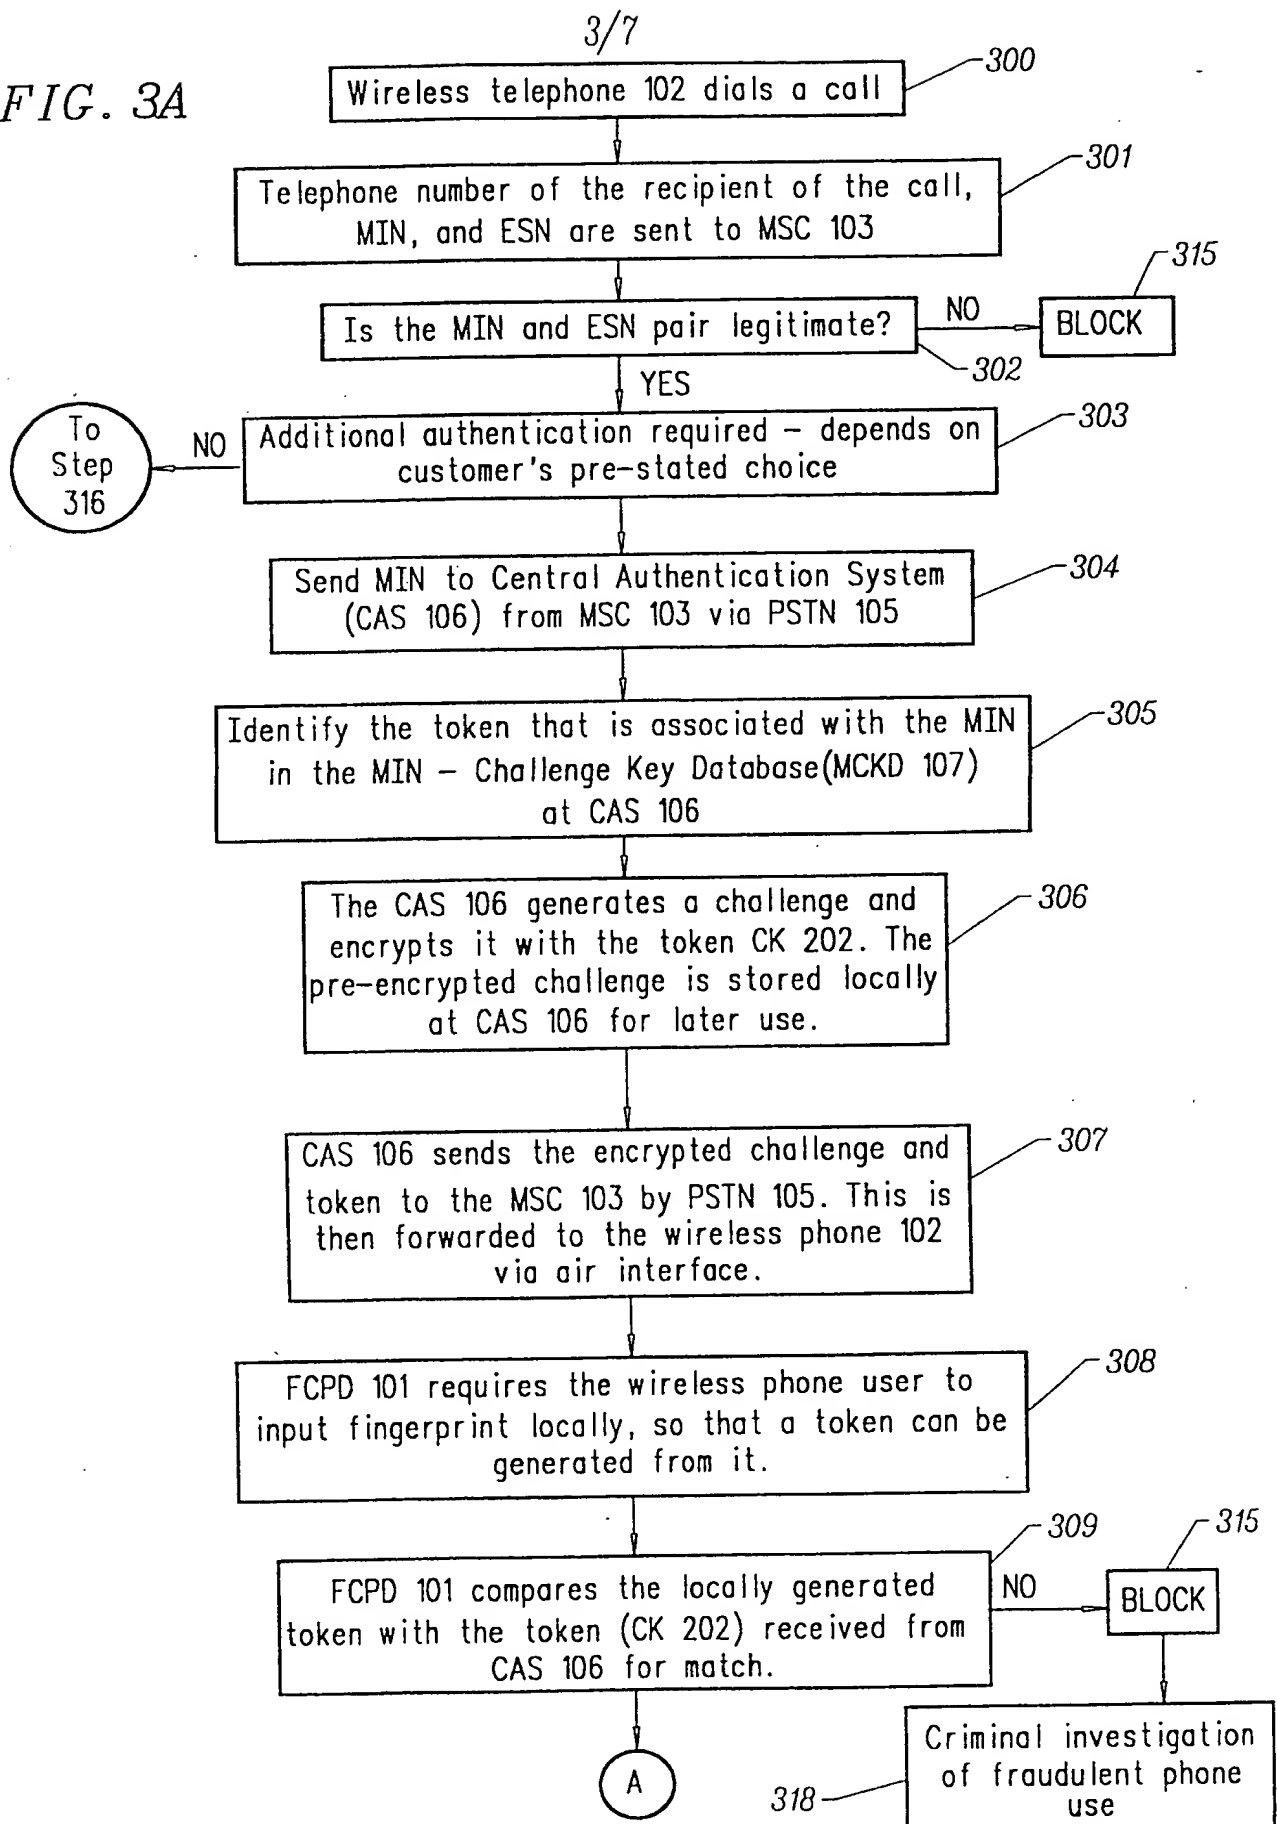 3/7
FIG. 3A
300
Wireless telephone 102 dials a call
301
Telephone number of the recipient of the call,
MIN, and ESN are sent to MSC 103
315
Is the MIN and ESN pair legitimate?
NO
BLOCK
302
YES
303
To
Step
316
NO
Additional authentication required – depends on
customer's pre-stated choice
304
Send MIN to Central Authentication System
(CAS 106) from MSC 103 via PSTN 105
305
Identify the token that is associated with the MIN
in the MIN – Challenge Key Database(MCKD 107)
at CAS 106
306
The CAS 106 generates a challenge and
encrypts it with the token CK 202. The
pre-encrypted challenge is stored locally
at CAS 106 for later use.
307
CAS 106 sends the encrypted challenge and
token to the MSC 103 by PSTN 105. This is
then forwarded to the wireless phone 102
via air interface.
308
FCPD 101 requires the wireless phone user to
input fingerprint locally, so that a token can be
generated from it.
309
315
FCPD 101 compares the locally generated
token with the token (CK 202) received from
CAS 106 for match.
NO
BLOCK
A
318
Criminal investigation
of fraudulent phone
use